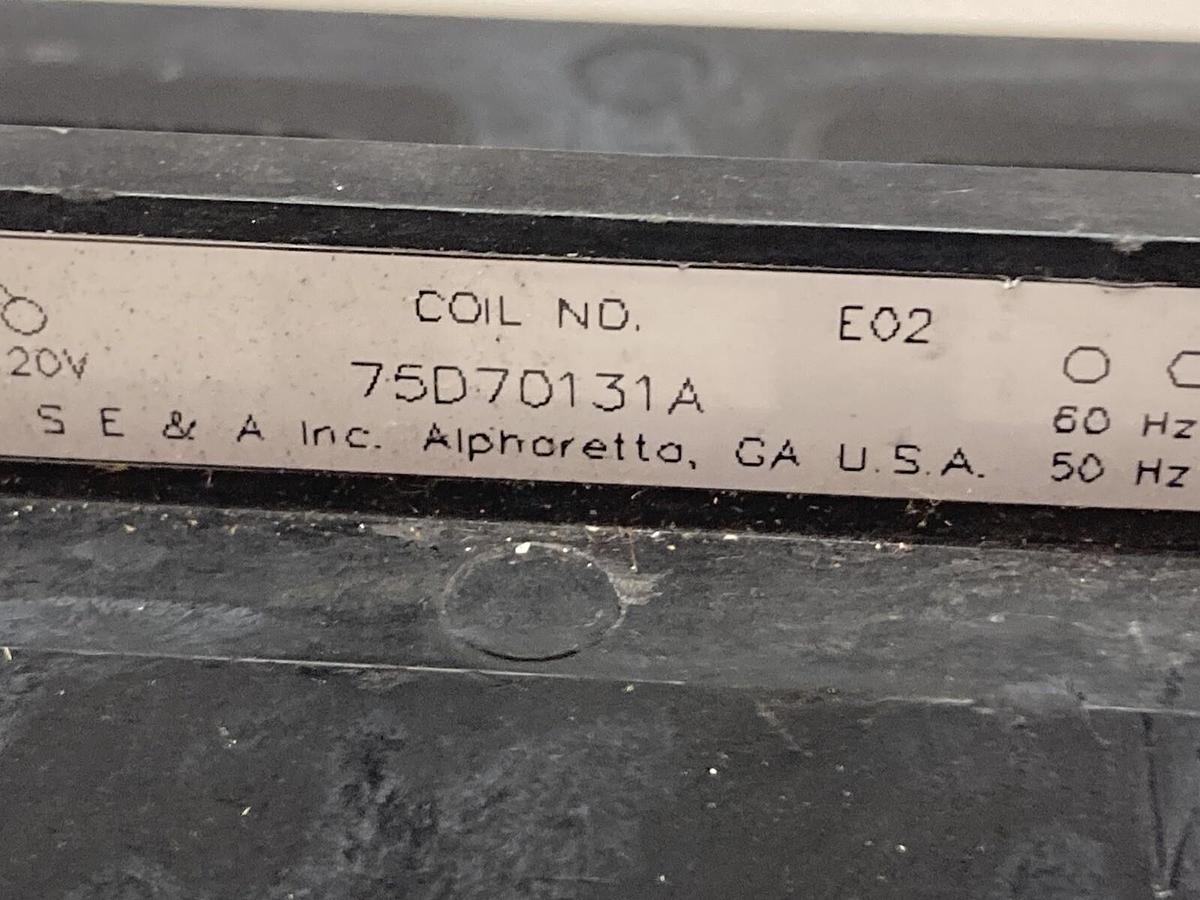 COIL NO. E02
20V 75D70131A
S E & A Inc. Alpharetta, GA U.S.A. 60 Hz
50 Hz